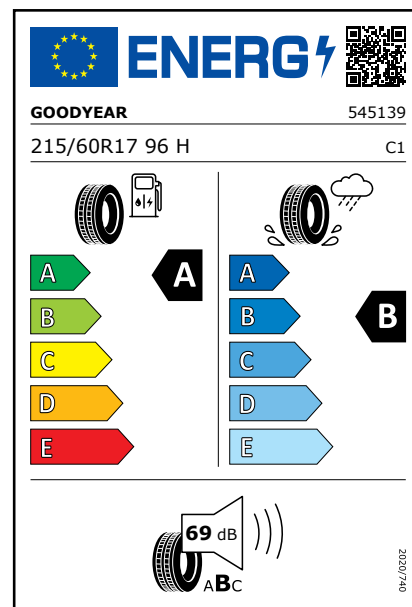 ENERG
GOODYEAR 545139
215/60R17 96 H C1
A A A
B B B
C C
D D
E E
69 dB
ABC
2020/740